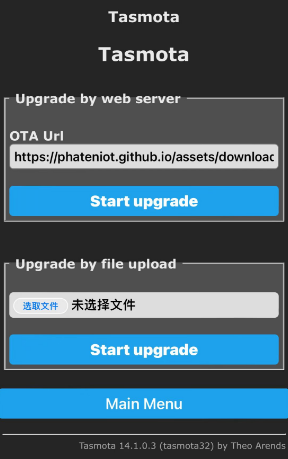 Tasmota
Tasmota
Upgrade by web server
OTA Url
https://phateniot.github.io/assets/download
Start upgrade
Upgrade by file upload
选取文件 未选择文件
Start upgrade
Main Menu
Tasmota 14.1.0.3 (tasmota32) by Theo Arends